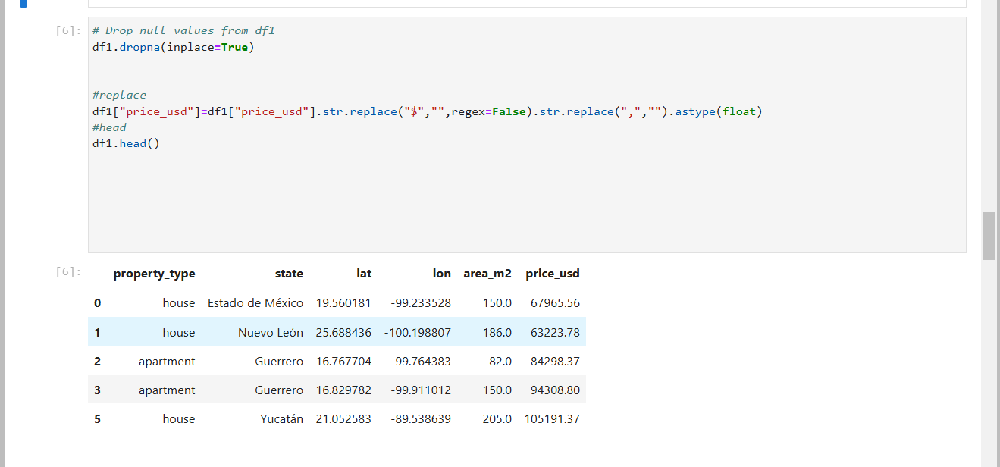 [6]:
# Drop null values from df1
df1.dropna(inplace=True)
#replace
df1["price_usd"]=df1["price_usd"].str.replace("$","",regex=False).str.replace(",","").astype(float)
#head
df1.head()
[6]:
property_type state lat lon area_m2 price_usd
0 house Estado de México 19.560181 -99.233528 150.0 67965.56
1 house Nuevo León 25.688436 -100.198807 186.0 63223.78
2 apartment Guerrero 16.767704 -99.764383 82.0 84298.37
3 apartment Guerrero 16.829782 -99.911012 150.0 94308.80
5 house Yucatán 21.052583 -89.538639 205.0 105191.37